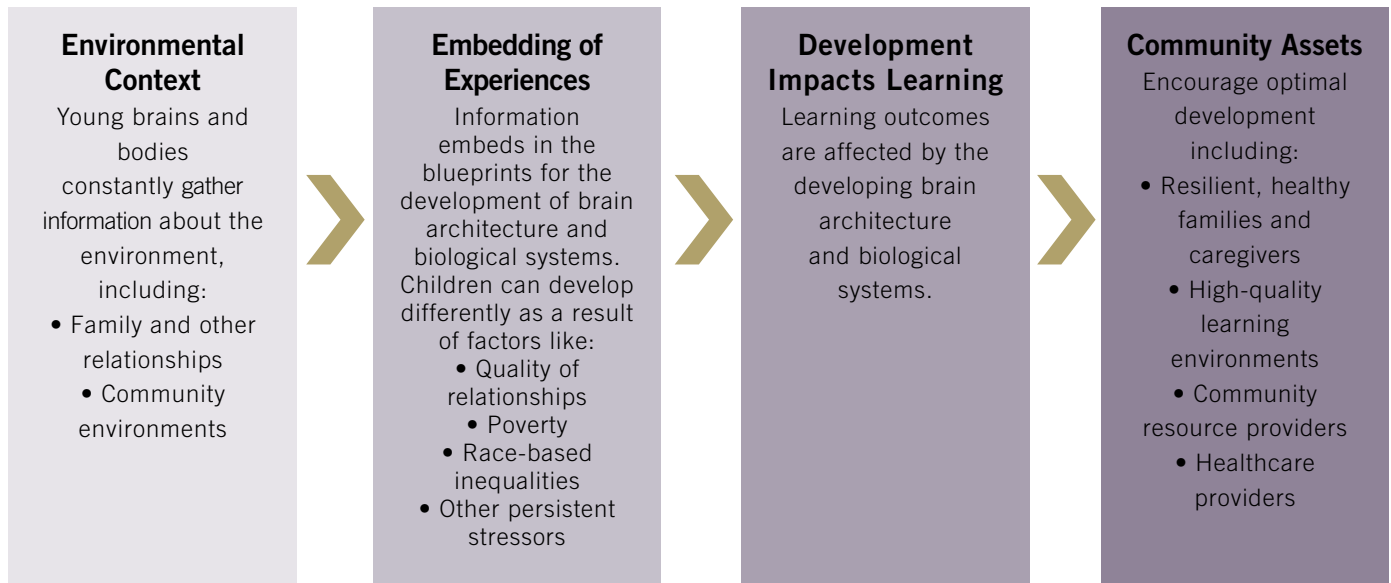 Environmental
Context
Young brains and
bodies
constantly gather
information about the
environment,
including:
• Family and other
relationships
• Community
environments
Embedding of
Experiences
Information
embeds in the
blueprints for the
development of brain
architecture and
biological systems.
Children can develop
differently as a result
of factors like:
• Quality of
relationships
• Poverty
• Race-based
inequalities
• Other persistent
stressors
Development
Impacts Learning
Learning outcomes
are affected by the
developing brain
architecture
and biological
systems.
Community Assets
Encourage optimal
development
including:
• Resilient, healthy
families and
caregivers
• High-quality
learning
environments
• Community
resource providers
• Healthcare
providers